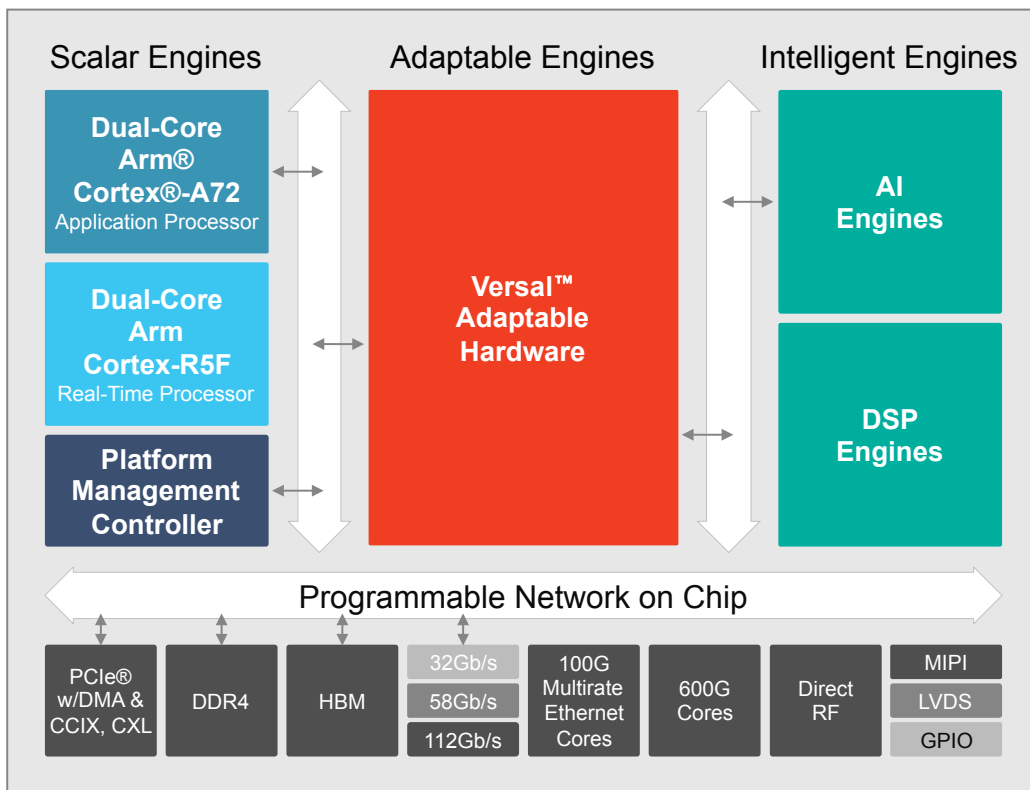 Scalar Engines
Adaptable Engines
Intelligent Engines
Dual-Core
Arm®
Cortex®-A72
Application Processor
Dual-Core
Arm
Cortex-R5F
Real-Time Processor
Platform
Management
Controller
Versal™
Adaptable
Hardware
AI
Engines
DSP
Engines
Programmable Network on Chip
PCIe®
w/DMA &
CCIX, CXL
DDR4
HBM
32Gb/s
58Gb/s
112Gb/s
100G
Multirate
Ethernet
Cores
600G
Cores
Direct
RF
MIPI
LVDS
GPIO